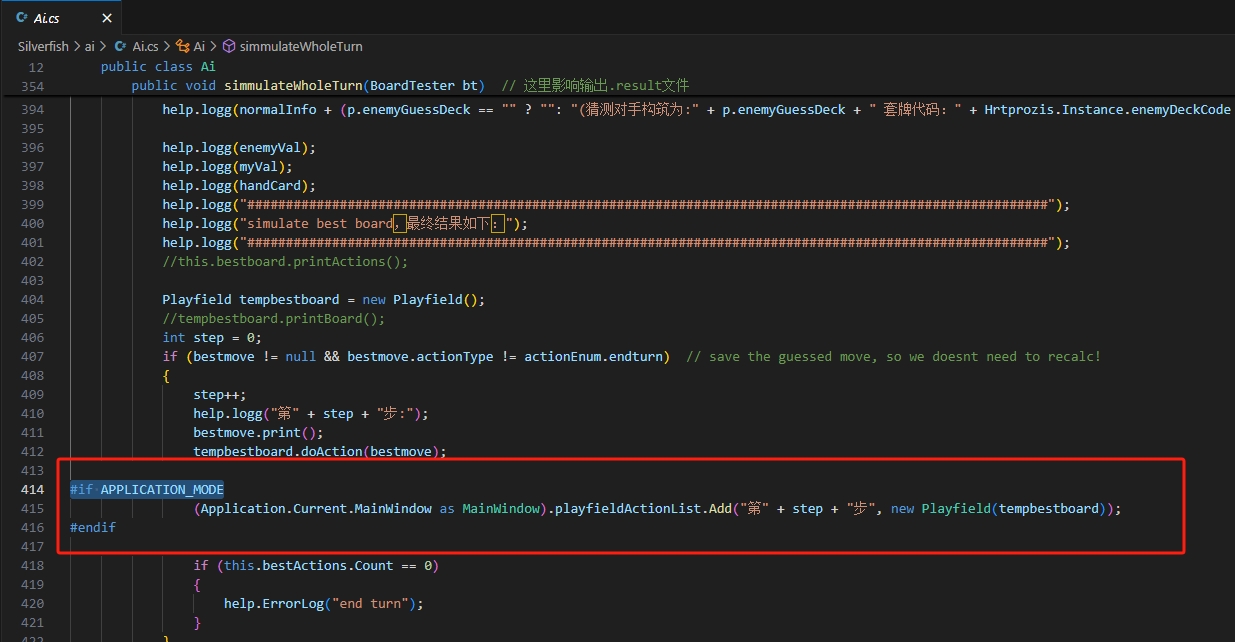 Ai.cs
Silverfish > ai > Ai.cs > Ai > simmulateWholeTurn
12 public class Ai
354 public void simmulateWholeTurn(BoardTester bt) // 这里影响输出.result文件
394 help.logg(normalInfo + (p.enemyGuessDeck == "" ? "": "(猜测对手构筑为:" + p.enemyGuessDeck + " 套牌代码: " + Hrtprozis.Instance.enemyDeckCode
395
396 help.logg(enemyVal);
397 help.logg(myVal);
398 help.logg(handCard);
399 help.logg("########################################################################################################");
400 help.logg("simulate best board，最终结果如下：");
401 help.logg("########################################################################################################");
402 //this.bestboard.printActions();
403
404 Playfield tempbestboard = new Playfield();
405 //tempbestboard.printBoard();
406 int step = 0;
407 if (bestmove != null && bestmove.actionType != actionEnum.endturn) // save the guessed move, so we doesnt need to recalc!
408 {
409 step++;
410 help.logg("第" + step + "步:");
411 bestmove.print();
412 tempbestboard.doAction(bestmove);
413
414 #if APPLICATION_MODE
415 (Application.Current.MainWindow as MainWindow).playfieldActionList.Add("第" + step + "步", new Playfield(tempbestboard));
416 #endif
417
418 if (this.bestActions.Count == 0)
419 {
420 help.ErrorLog("end turn");
421 }
422 }